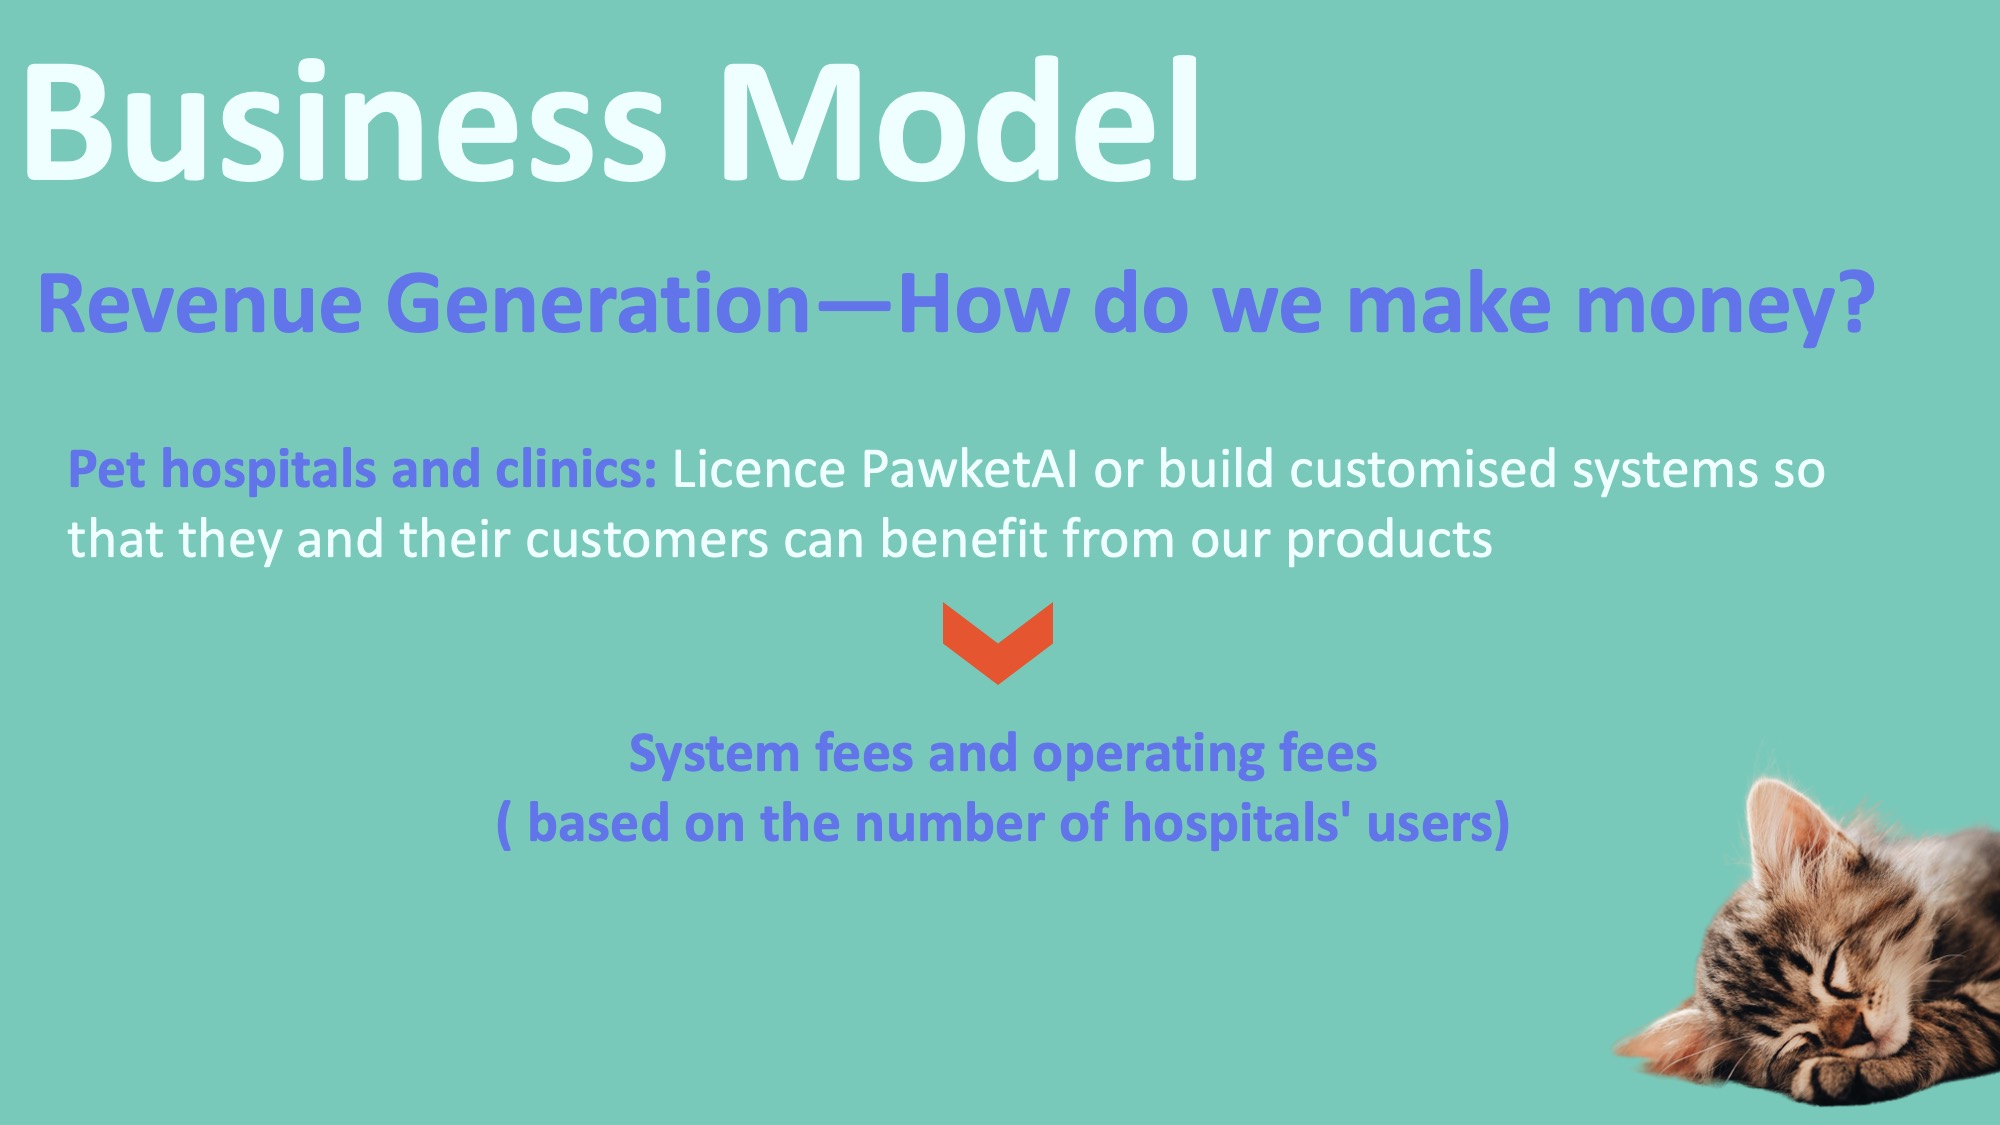 Business Model
Revenue Generation—How do we make money?
Pet hospitals and clinics: Licence PawketAI or build customised systems so
that they and their customers can benefit from our products
System fees and operating fees
( based on the number of hospitals' users)